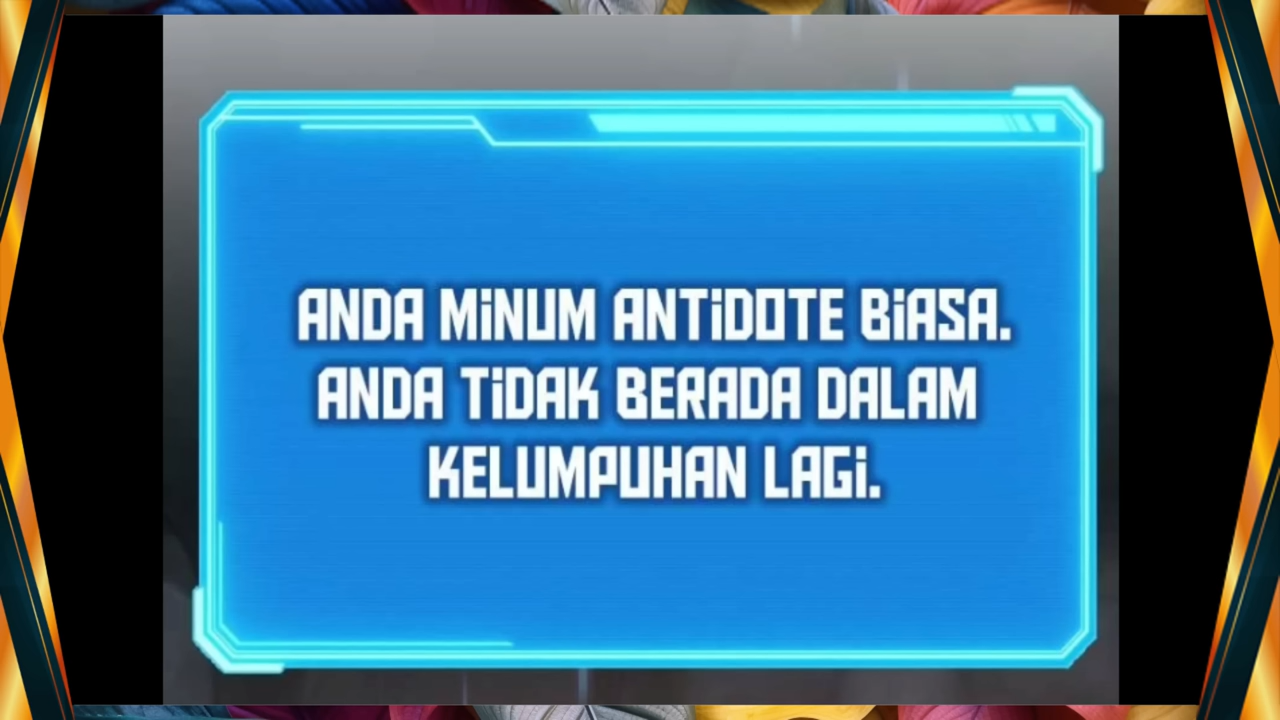 ANDA MiNUM ANTiDOTE BiASA.
ANDA TiDAK BERADA DALAM
KELUMPUHAN LAGi.